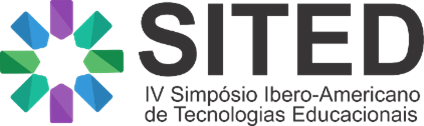 SITED
IV Simpósio Ibero-Americano
de Tecnologias Educacionais